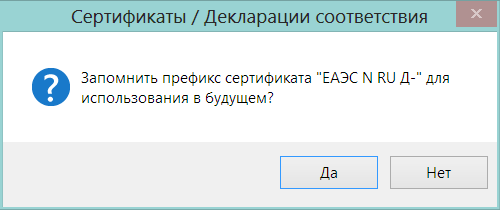 Сертификаты / Декларации соответствия
Запомнить префикс сертификата "ЕАЭС N RU Д-" для
использования в будущем?
Да
Нет